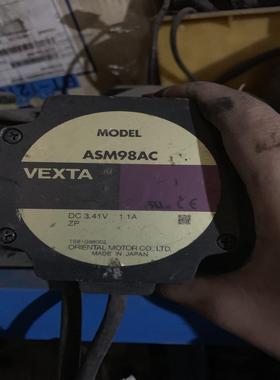 MODEL
ASM98AC
VEXTA
DC 3.41V 1.1A
ZP
ORIENTAL MOTOR CO., LTD.
MADE IN JAPAN